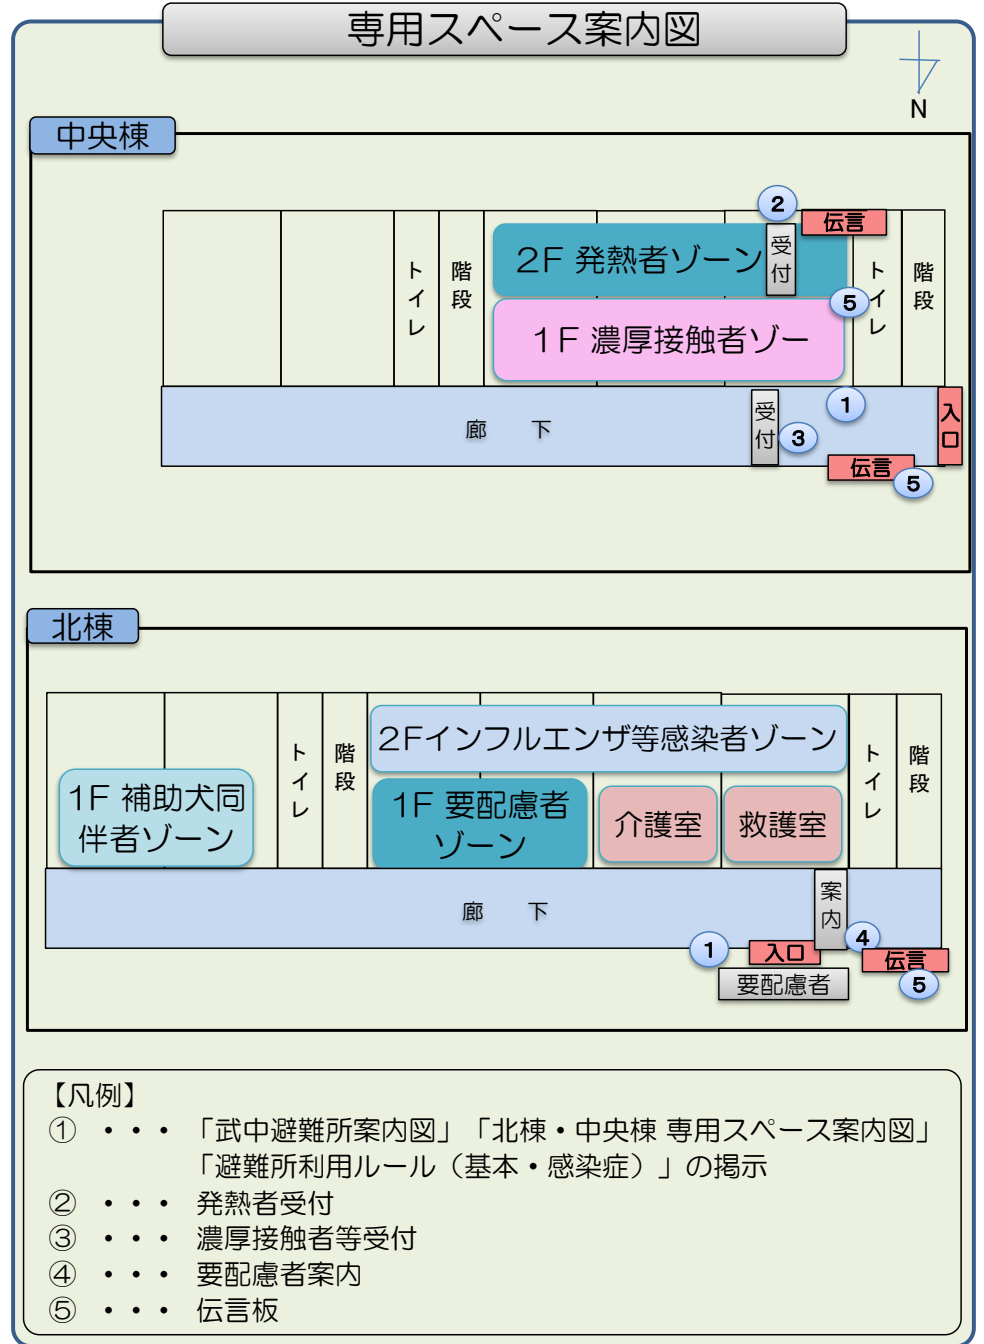 専用スペース案内図
N
中央棟
②
伝言
2F 発熱者ゾーン
受付
トイレ
階段
トイレ
階段
⑤
1F 濃厚接触者ゾー
①
入口
廊　下
受付
③
伝言
⑤
北棟
2Fインフルエンザ等感染者ゾーン
トイレ
階段
トイレ
階段
1F 補助犬同
伴者ゾーン
1F 要配慮者
ゾーン
介護室
救護室
廊　下
案内
④
①
入口
伝言
要配慮者
⑤
【凡例】
① ・・・ 「武中避難所案内図」「北棟・中央棟 専用スペース案内図」
「避難所利用ルール（基本・感染症）」の掲示
② ・・・ 発熱者受付
③ ・・・ 濃厚接触者等受付
④ ・・・ 要配慮者案内
⑤ ・・・ 伝言板